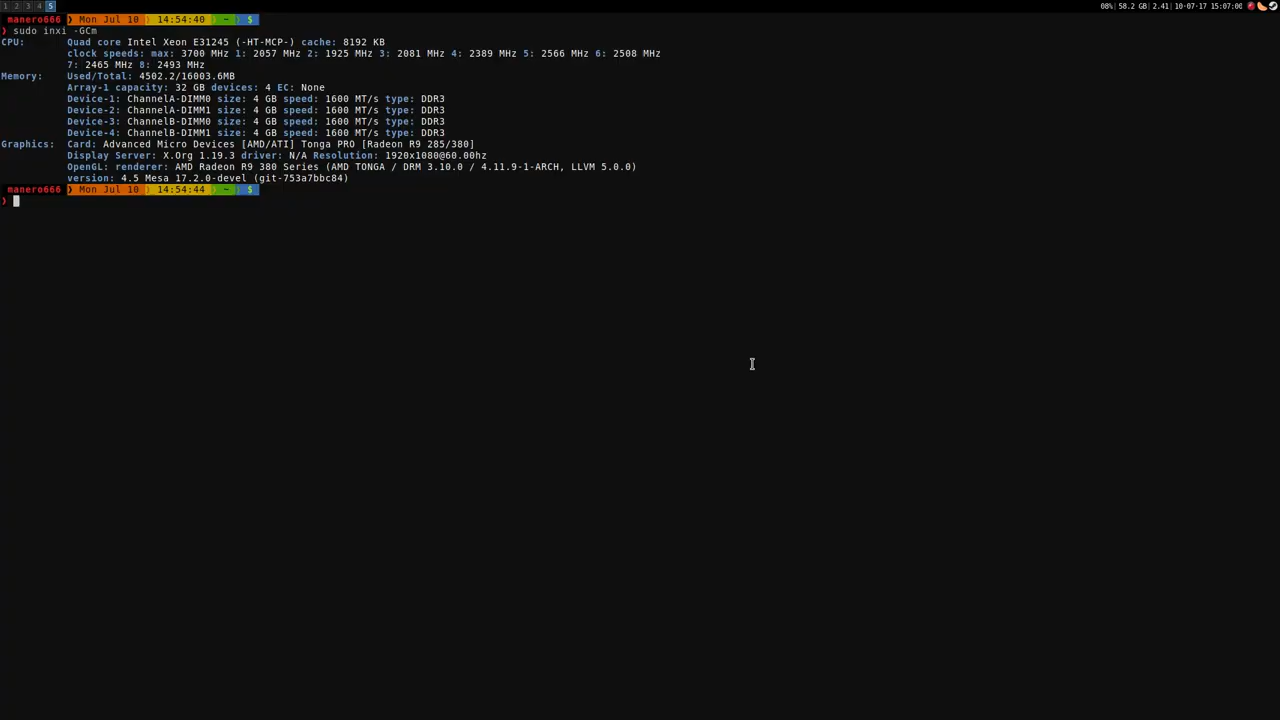 1 2 3 4 5
08% | 58.2 GB | 2.41 | 10-07-17 15:07:00
manero666 ❯ Mon Jul 10 ❯ 14:54:40 ❯ ~ ❯ $
❯ sudo inxi -GCm
CPU: Quad core Intel Xeon E31245 (-HT-MCP-) cache: 8192 KB
clock speeds: max: 3700 MHz 1: 2057 MHz 2: 1925 MHz 3: 2081 MHz 4: 2389 MHz 5: 2566 MHz 6: 2508 MHz
7: 2465 MHz 8: 2493 MHz
Memory: Used/Total: 4502.2/16003.6MB
Array-1 capacity: 32 GB devices: 4 EC: None
Device-1: ChannelA-DIMM0 size: 4 GB speed: 1600 MT/s type: DDR3
Device-2: ChannelA-DIMM1 size: 4 GB speed: 1600 MT/s type: DDR3
Device-3: ChannelB-DIMM0 size: 4 GB speed: 1600 MT/s type: DDR3
Device-4: ChannelB-DIMM1 size: 4 GB speed: 1600 MT/s type: DDR3
Graphics: Card: Advanced Micro Devices [AMD/ATI] Tonga PRO [Radeon R9 285/380]
Display Server: X.Org 1.19.3 driver: N/A Resolution: 1920x1080@60.00hz
OpenGL: renderer: AMD Radeon R9 380 Series (AMD TONGA / DRM 3.10.0 / 4.11.9-1-ARCH, LLVM 5.0.0)
version: 4.5 Mesa 17.2.0-devel (git-753a7bbc84)
manero666 ❯ Mon Jul 10 ❯ 14:54:44 ❯ ~ ❯ $
❯